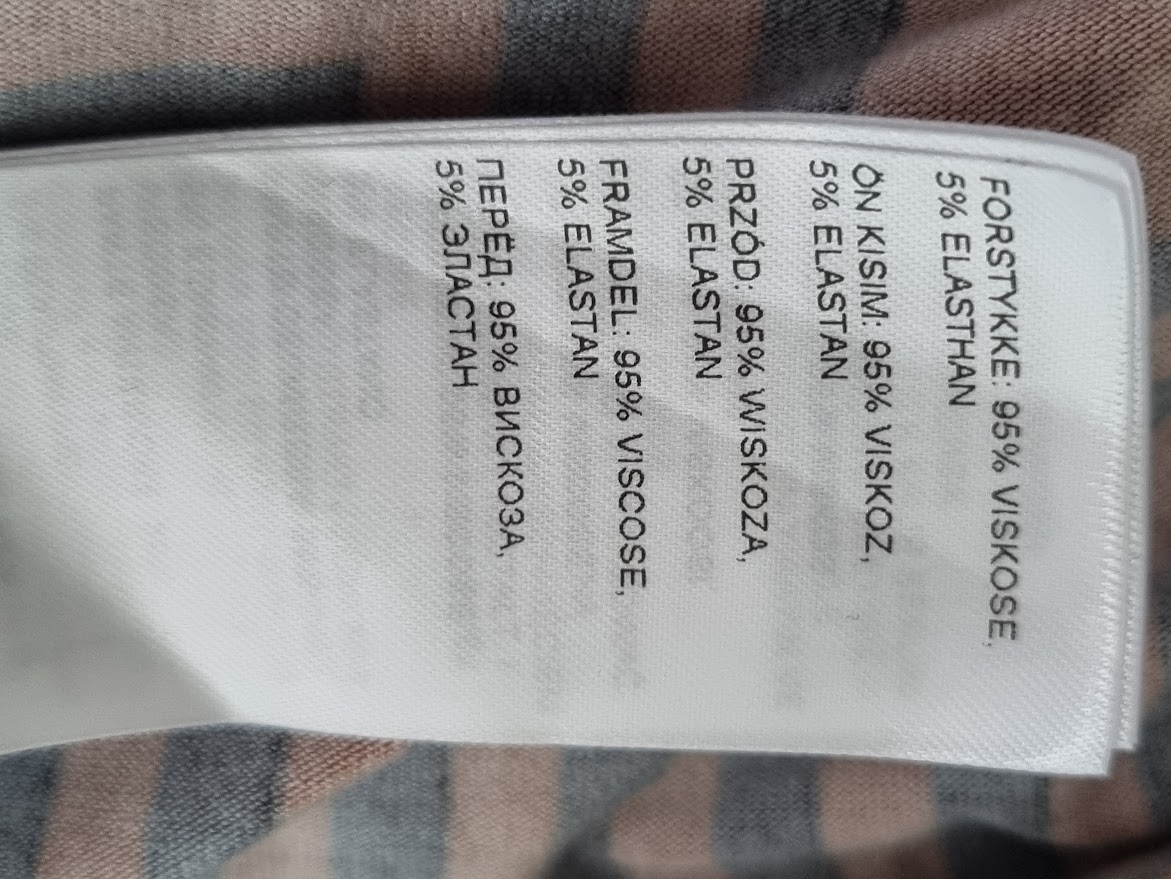 FORSTYKKE: 95% VISKOSE,
5% ELASTHAN
ÖN KISIM: 95% VISKOZ,
5% ELASTAN
PRZÓD: 95% WISKOZA,
5% ELASTAN
FRAMDEL: 95% VISCOSE,
5% ELASTAN
ПЕРЁД: 95% ВИСКОЗА,
5% ЭЛАСТАН